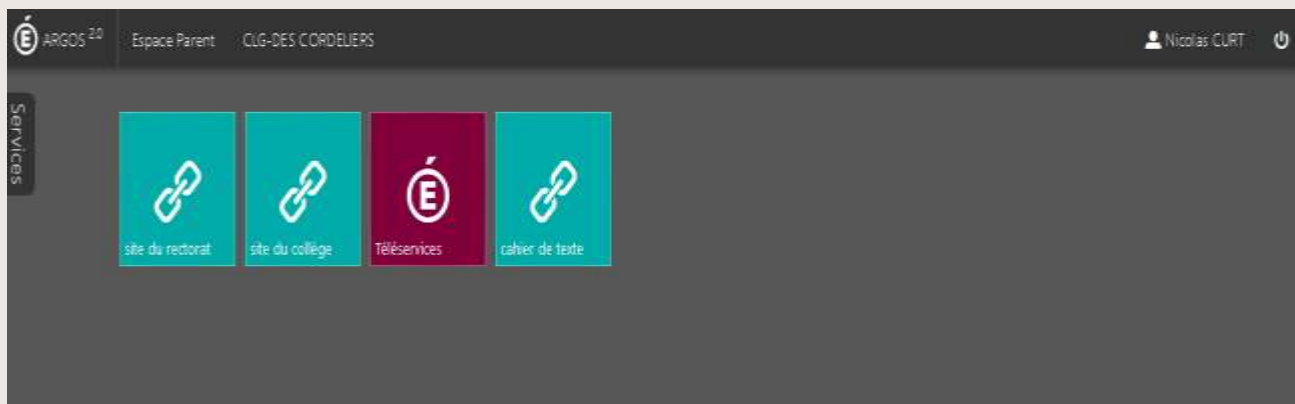 É ARGOS 2.0 Espace Parent CLG-DES CORDELIERS Nicolas CURT
Services
É
site du rectorat site du collège Téléservices cahier de texte